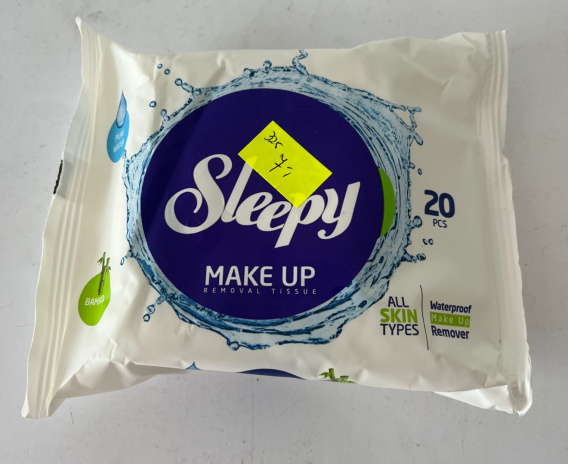 Sleepy
MAKE UP
REMOVAL TISSUE
20
PCS
ALL
SKIN
TYPES
Waterproof
Make Up
Remover